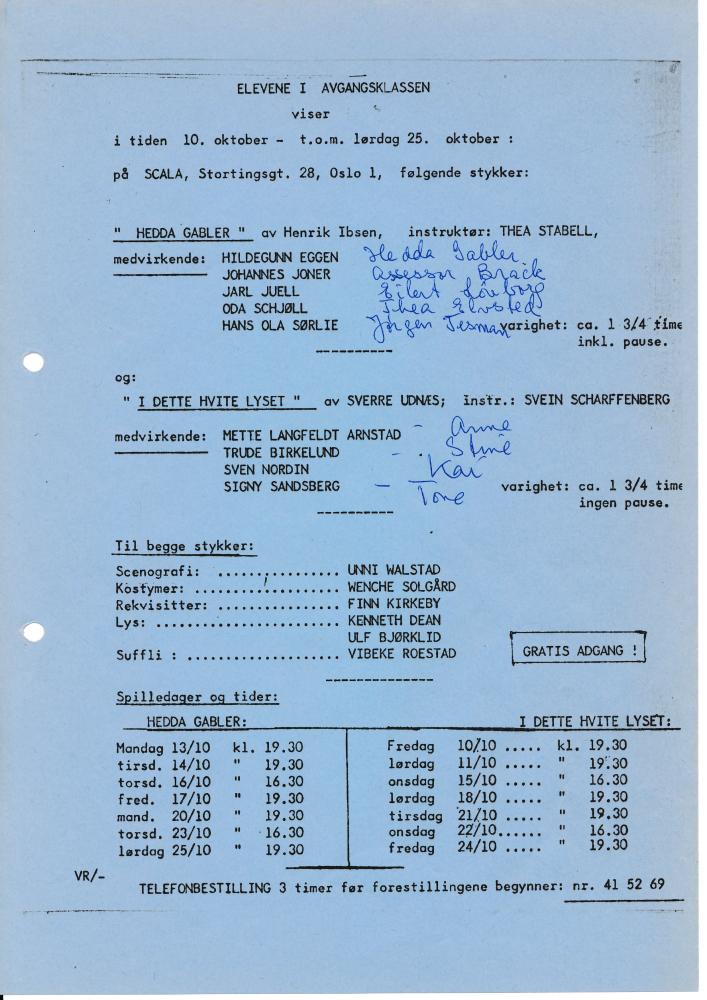 ELEVENE I AVGANGSKLASSEN
viser
i tiden 10. oktober - t.o.m. lørdag 25. oktober :
på SCALA, Stortingsgt. 28, Oslo 1, følgende stykker:
" HEDDA GABLER " av Henrik Ibsen, instruktør: THEA STABELL,
medvirkende: HILDEGUNN EGGEN Hedda Gabler
JOHANNES JONER Assessor Brack
JARL JUELL Eilert Løvborg
ODA SCHJØLL Thea Elvsted
HANS OLA SØRLIE Jørgen Tesman varighet: ca. 1 3/4 time
inkl. pause.
----------
og:
" I DETTE HVITE LYSET " av SVERRE UDNÆS; instr.: SVEIN SCHARFFENBERG
medvirkende: METTE LANGFELDT ARNSTAD - Anne
TRUDE BIRKELUND - Stine
SVEN NORDIN Kai
SIGNY SANDSBERG - Tone varighet: ca. 1 3/4 time
ingen pause.
----------
Til begge stykker:
Scenografi: ................ UNNI WALSTAD
Kostymer: ................... WENCHE SOLGÅRD
Rekvisitter: ................ FINN KIRKEBY
Lys: ........................ KENNETH DEAN
ULF BJØRKLID
Suffli : .................... VIBEKE ROESTAD
GRATIS ADGANG !
--------------
Spilledager og tider:
HEDDA GABLER: I DETTE HVITE LYSET:
Mandag 13/10 kl. 19.30 Fredag 10/10 ..... kl. 19.30
tirsd. 14/10 " 19.30 lørdag 11/10 ..... " 19.30
torsd. 16/10 " 16.30 onsdag 15/10 ..... " 16.30
fred. 17/10 " 19.30 lørdag 18/10 ..... " 19.30
mand. 20/10 " 19.30 tirsdag 21/10 ..... " 19.30
torsd. 23/10 " 16.30 onsdag 22/10...... " 16.30
lørdag 25/10 " 19.30 fredag 24/10 ..... " 19.30
VR/-
TELEFONBESTILLING 3 timer før forestillingene begynner: nr. 41 52 69